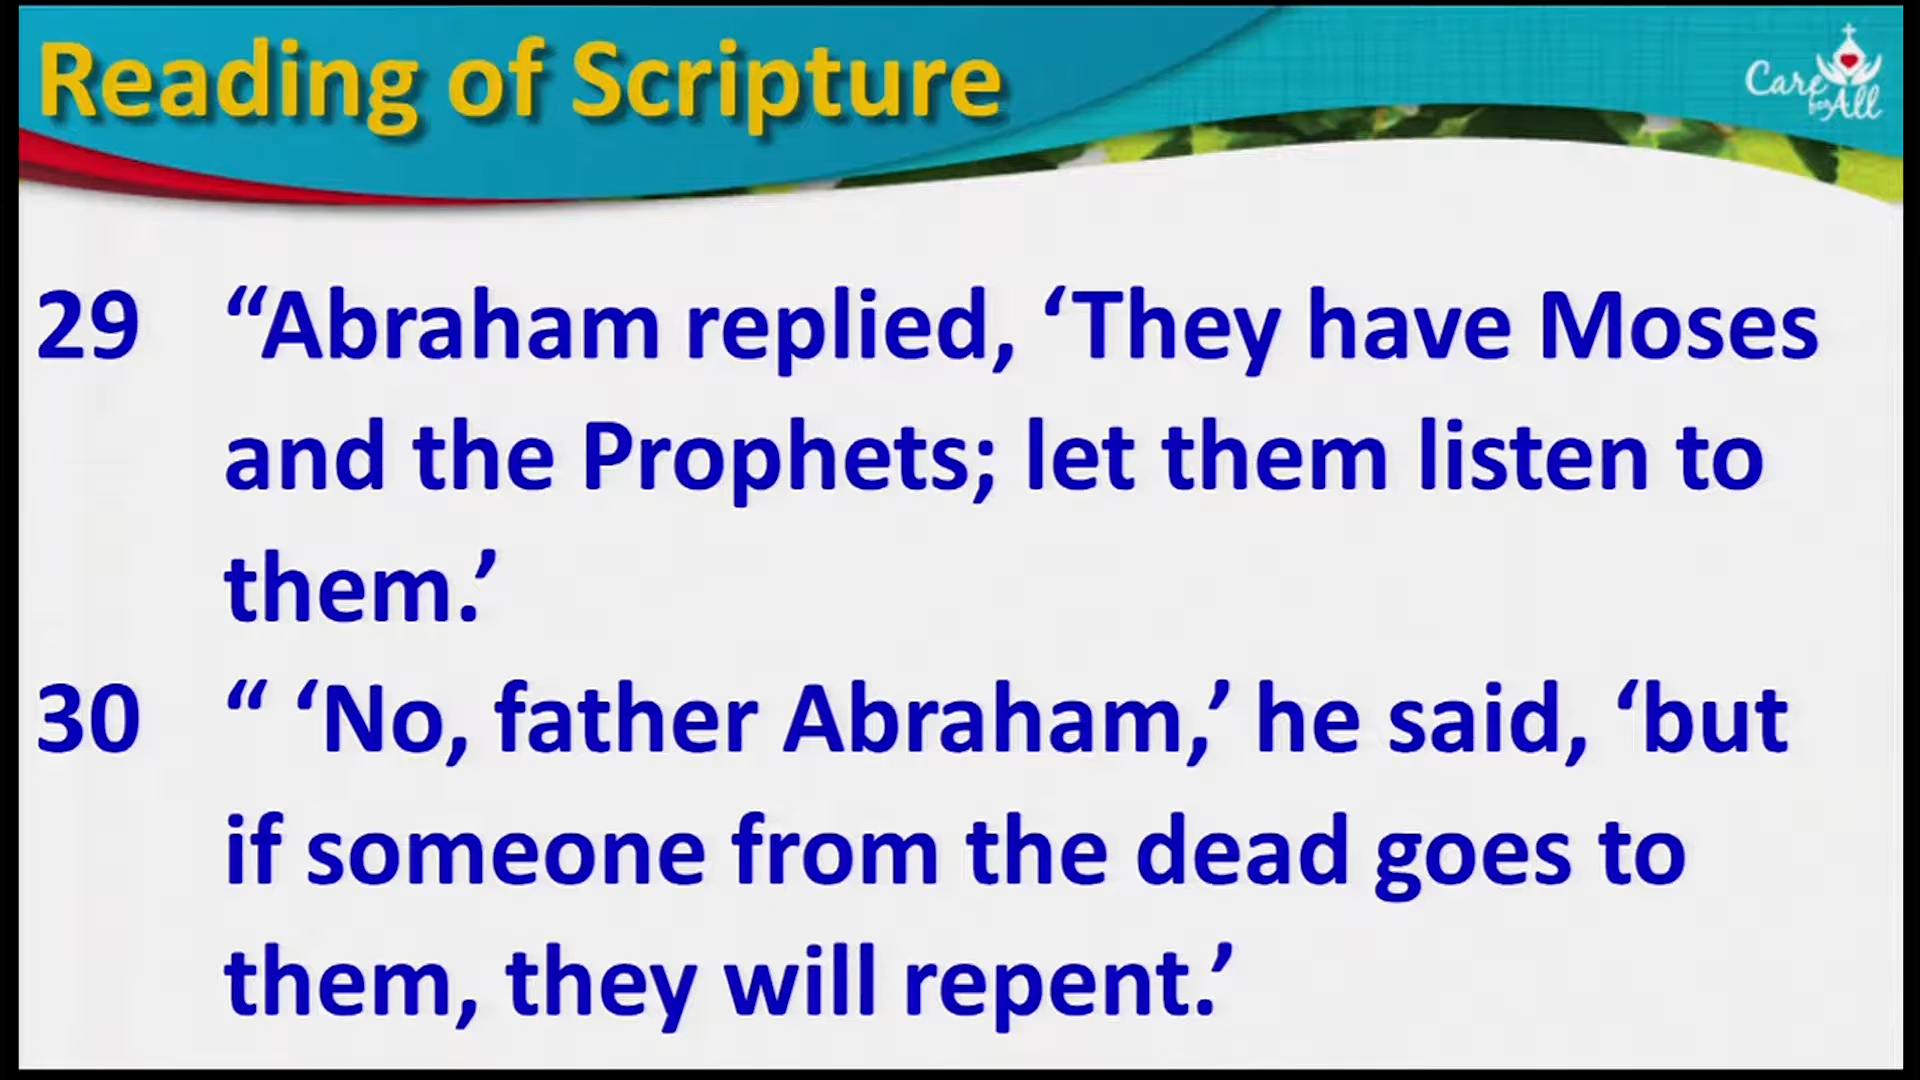 Reading of Scripture
Care
for All
29 “Abraham replied, ‘They have Moses
and the Prophets; let them listen to
them.’
30 “ ‘No, father Abraham,’ he said, ‘but
if someone from the dead goes to
them, they will repent.’